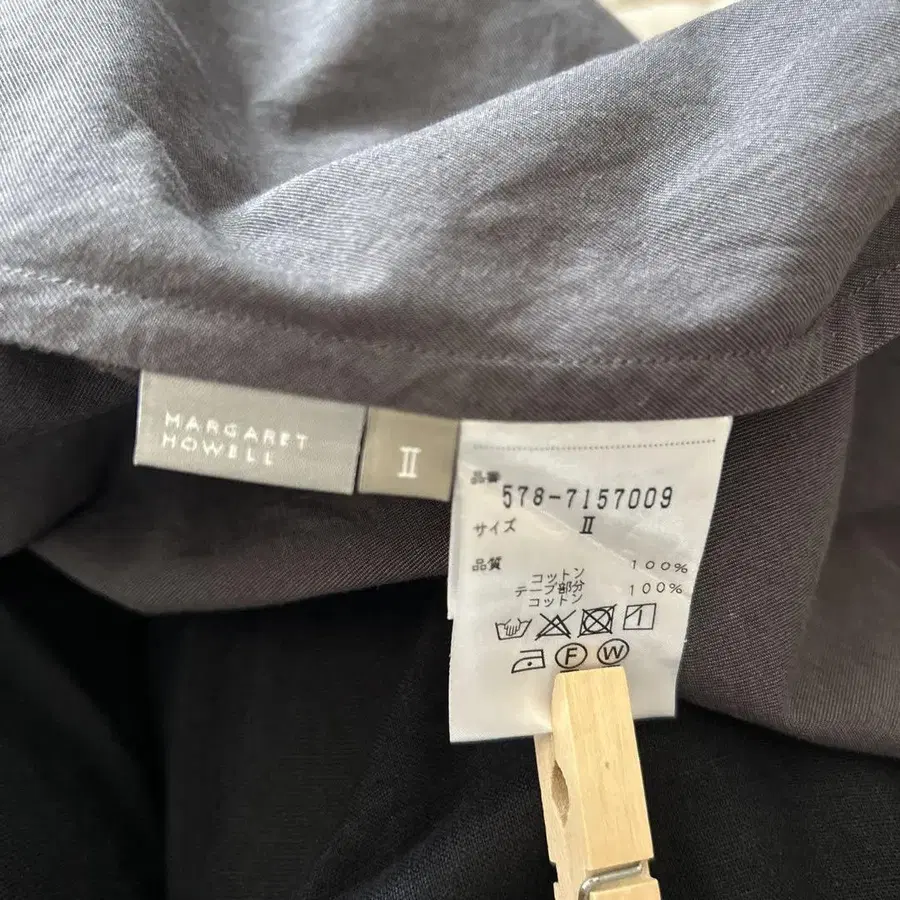 MARGARET
HOWELL
II
品番
578-7157009
サイズ II
品質
コットン 100%
テープ部分
コットン 100%
F W